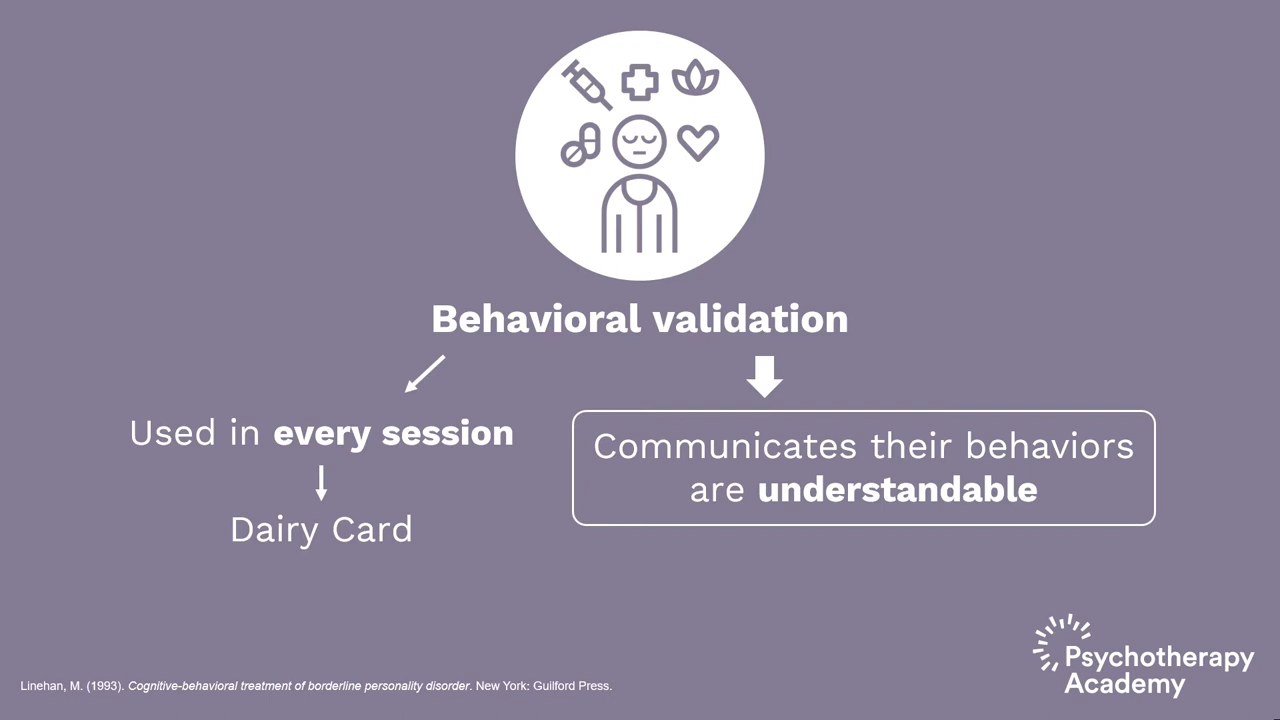 Behavioral validation
Used in every session
Dairy Card
Communicates their behaviors
are understandable
Linehan, M. (1993). Cognitive-behavioral treatment of borderline personality disorder. New York: Guilford Press.
Psychotherapy
Academy